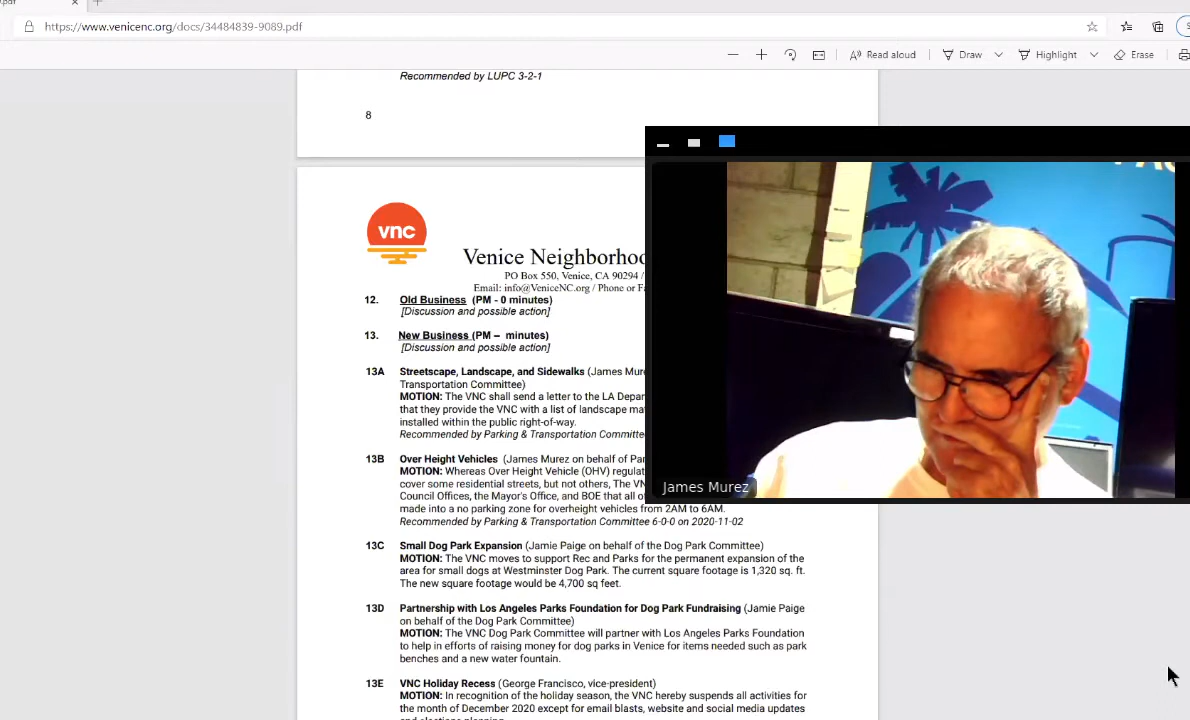 .pdf
https://www.venicenc.org/docs/34484839-9089.pdf
Read aloud
Draw
Highlight
Erase
Recommended by LUPC 3-2-1
8
vnc
Venice Neighborhoo
PO Box 550, Venice, CA 90294 /
Email: info@VeniceNC.org / Phone or Fa
12. Old Business (PM - 0 minutes)
[Discussion and possible action]
13. New Business (PM – minutes)
[Discussion and possible action]
13A Streetscape, Landscape, and Sidewalks (James Mure
Transportation Committee)
MOTION: The VNC shall send a letter to the LA Depar
that they provide the VNC with a list of landscape ma
installed within the public right-of-way.
Recommended by Parking & Transportation Committee
13B Over Height Vehicles (James Murez on behalf of Par
MOTION: Whereas Over Height Vehicle (OHV) regulat
cover some residential streets, but not others, The VN
Council Offices, the Mayor's Office, and BOE that all o
made into a no parking zone for overheight vehicles from 2AM to 6AM.
Recommended by Parking & Transportation Committee 6-0-0 on 2020-11-02
13C Small Dog Park Expansion (Jamie Paige on behalf of the Dog Park Committee)
MOTION: The VNC moves to support Rec and Parks for the permanent expansion of the
area for small dogs at Westminster Dog Park. The current square footage is 1,320 sq. ft.
The new square footage would be 4,700 sq feet.
13D Partnership with Los Angeles Parks Foundation for Dog Park Fundraising (Jamie Paige
on behalf of the Dog Park Committee)
MOTION: The VNC Dog Park Committee will partner with Los Angeles Parks Foundation
to help in efforts of raising money for dog parks in Venice for items needed such as park
benches and a new water fountain.
13E VNC Holiday Recess (George Francisco, vice-president)
MOTION: In recognition of the holiday season, the VNC hereby suspends all activities for
the month of December 2020 except for email blasts, website and social media updates
James Murez